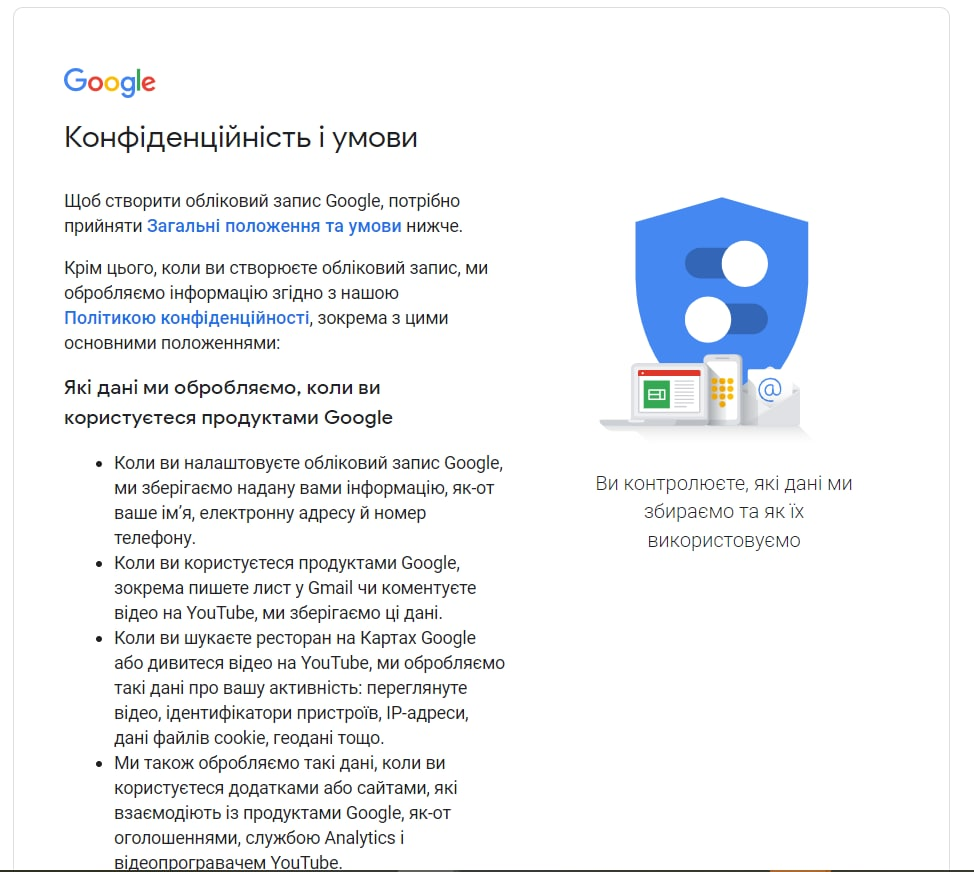 Google
Конфіденційність і умови
Щоб створити обліковий запис Google, потрібно
прийняти Загальні положення та умови нижче.
Крім цього, коли ви створюєте обліковий запис, ми
обробляємо інформацію згідно з нашою
Політикою конфіденційності, зокрема з цими
основними положеннями:
Які дані ми обробляємо, коли ви
користуєтеся продуктами Google
• Коли ви налаштовуєте обліковий запис Google,
ми зберігаємо надану вами інформацію, як-от
ваше ім’я, електронну адресу й номер
телефону.
• Коли ви користуєтеся продуктами Google,
зокрема пишете лист у Gmail чи коментуєте
відео на YouTube, ми зберігаємо ці дані.
• Коли ви шукаєте ресторан на Картах Google
або дивитеся відео на YouTube, ми обробляємо
такі дані про вашу активність: переглянуте
відео, ідентифікатори пристроїв, IP-адреси,
дані файлів cookie, геодані тощо.
• Ми також обробляємо такі дані, коли ви
користуєтеся додатками або сайтами, які
взаємодіють із продуктами Google, як-от
оголошеннями, службою Analytics і
відеопрогравачем YouTube.
@
Ви контролюєте, які дані ми
збираємо та як їх
використовуємо